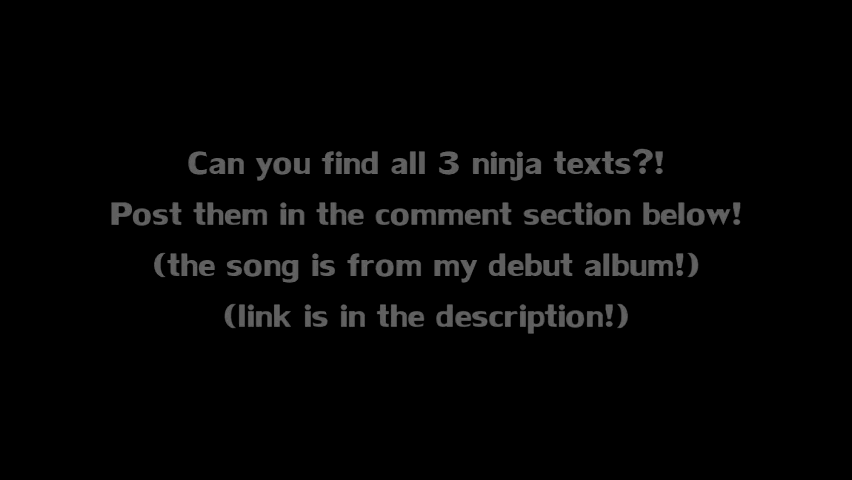 Can you find all 3 ninja texts?!
Post them in the comment section below!
(the song is from my debut album!)
(link is in the description!)